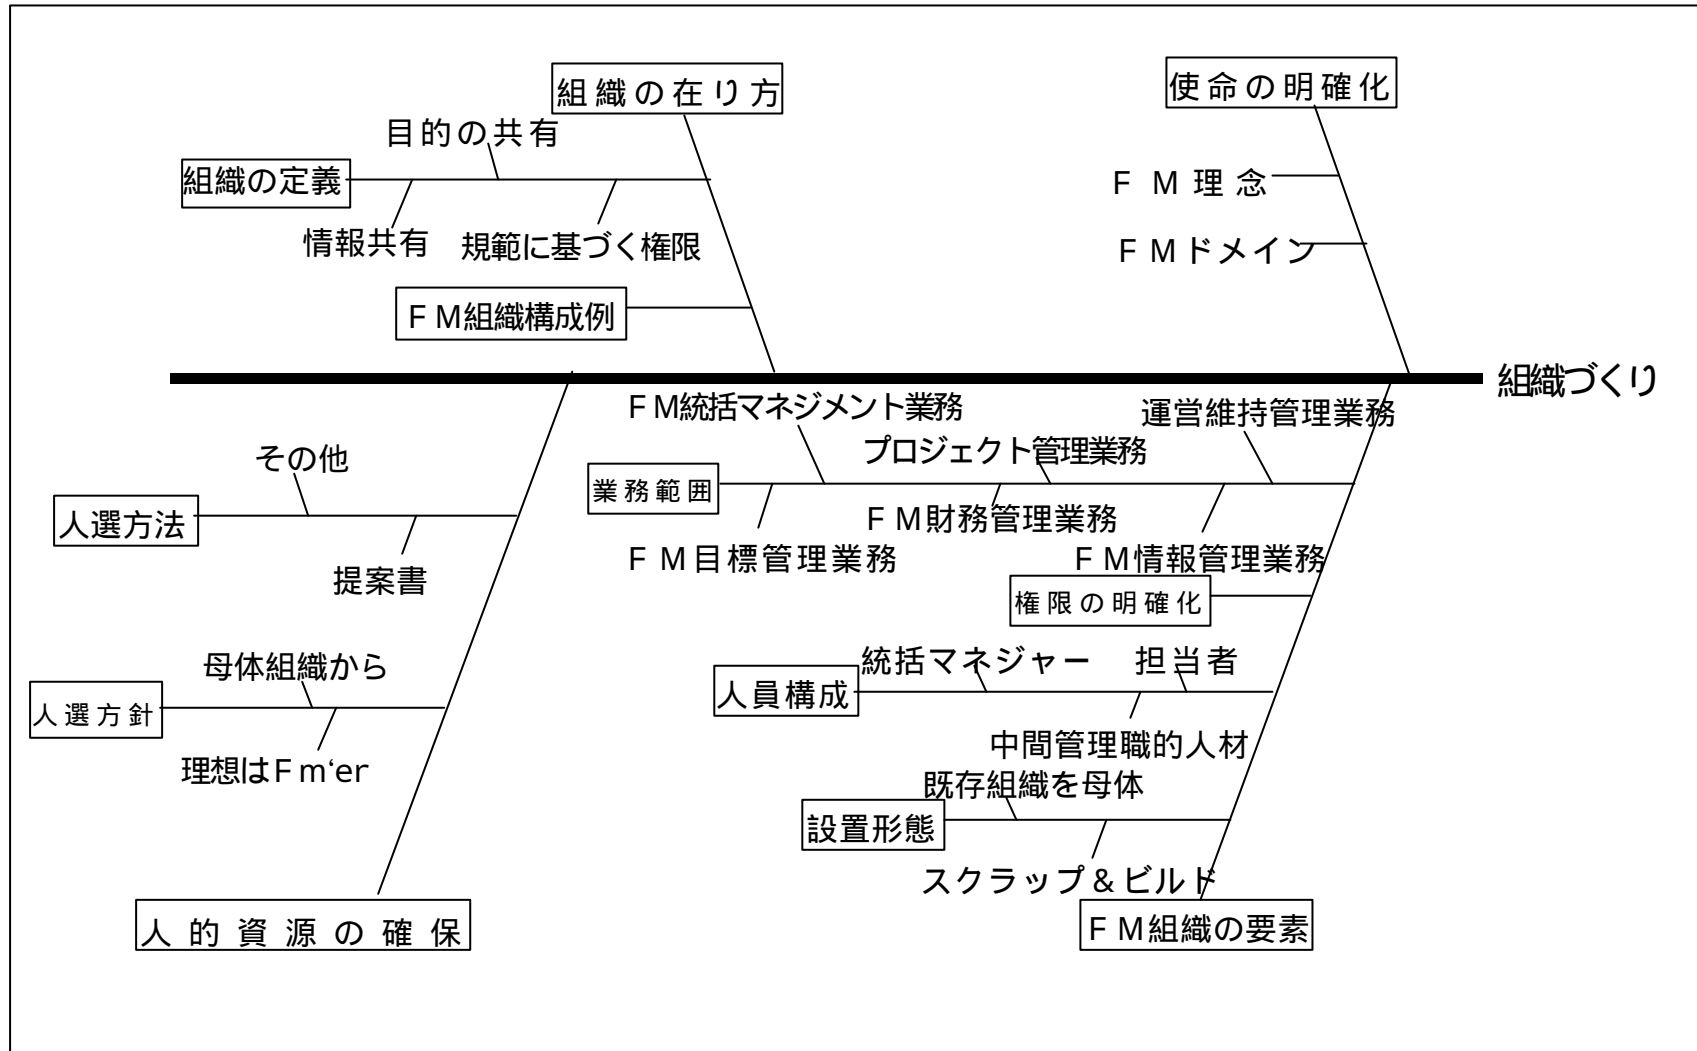 使命の明確化
組織の在り方
目的の共有
組織の定義
ＦＭ理念
情報共有
規範に基づく権限
ＦＭドメイン
ＦＭ組織構成例
組織づくり
ＦＭ統括マネジメント業務
運営維持管理業務
その他
プロジェクト管理業務
業務範囲
人選方法
ＦＭ財務管理業務
ＦＭ目標管理業務
ＦＭ情報管理業務
提案書
権限の明確化
母体組織から
統括マネジャー
担当者
人選方針
人員構成
中間管理職的人材
理想はＦm‘er
既存組織を母体
設置形態
スクラップ＆ビルド
人的資源の確保
ＦＭ組織の要素